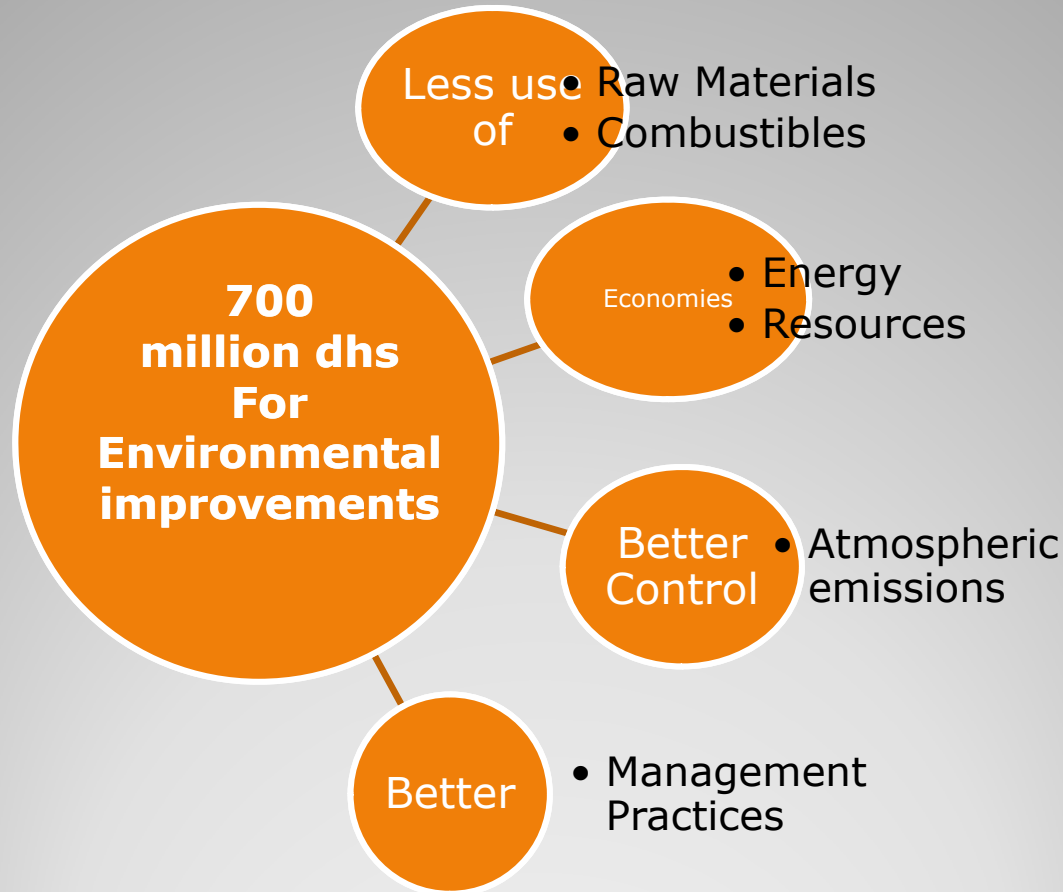 Less use
of
• Raw Materials
• Combustibles
700
million dhs
For
Environmental
improvements
Economies
• Energy
• Resources
Better
Control
• Atmospheric
emissions
Better
• Management
Practices